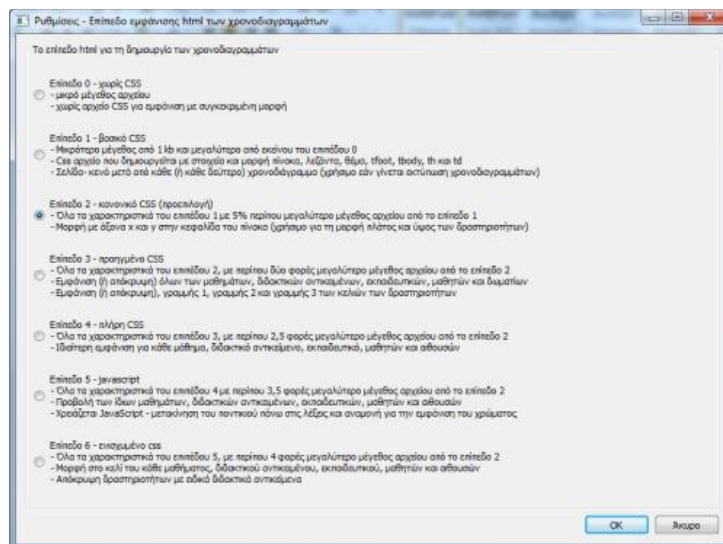 Ρυθμίσεις - Επίπεδο εμφάνισης html των χρονοδιαγραμμάτων
Το επίπεδο html για τη δημιουργία των χρονοδιαγραμμάτων
Επίπεδο 0 - χωρίς CSS
- μικρό μέγεθος αρχείου
- χωρίς αρχείο CSS για εμφάνιση με συγκεκριμένη μορφή
Επίπεδο 1 - βασικό CSS
- Μικρότερο μέγεθος από 1 kb και μεγαλύτερο από εκείνου του επιπέδου 0
- Css αρχείο που δημιουργείται με στοιχεία και μορφή πίνακα, λεζάντα, θέμα, tfoot, tbody, th και td
- Σελίδα- κενό μετά από κάθε (ή κάθε δεύτερο) χρονοδιάγραμμα (χρήσιμο εάν γίνεται εκτύπωση χρονοδιαγραμμάτων)
Επίπεδο 2 - κανονικό CSS (προεπιλογή)
- Όλα τα χαρακτηριστικά του επιπέδου 1 με 5% περίπου μεγαλύτερο μέγεθος αρχείου από το επίπεδο 1
- Μορφή με άξονα x και y στην κεφαλίδα του πίνακα (χρήσιμο για τη μορφή πλάτος και ύψος των δραστηριοτήτων)
Επίπεδο 3 - προηγμένο CSS
- Όλα τα χαρακτηριστικά του επιπέδου 2, με περίπου δύο φορές μεγαλύτερο μέγεθος αρχείου από το επίπεδο 2
- Εμφάνιση (ή απόκρυψη) όλων των μαθημάτων, διδακτικών αντικειμένων, εκπαιδευτικών, μαθητών και δωματίων
- Εμφάνιση (ή απόκρυψη), γραμμής 1, γραμμής 2 και γραμμής 3 των κελιών των δραστηριοτήτων
Επίπεδο 4 - πλήρη CSS
- Όλα τα χαρακτηριστικά του επιπέδου 3, με περίπου 2,5 φορές μεγαλύτερο μέγεθος αρχείου από το επίπεδο 2
- Ιδιαίτερη εμφάνιση για κάθε μάθημα, διδακτικό αντικείμενο, εκπαιδευτικό, μαθητών και αιθουσών
Επίπεδο 5 - javascript
- Όλα τα χαρακτηριστικά του επιπέδου 4 με περίπου 3,5 φορές μεγαλύτερο μέγεθος αρχείου από το επίπεδο 2
- Προβολή των ίδιων μαθημάτων, διδακτικών αντικειμένων, εκπαιδευτικών, μαθητών και αιθουσών
- Χρειάζεται JavaScript - μετακίνηση του ποντικιού πάνω στις λέξεις και αναμονή για την εμφάνιση του χρώματος
Επίπεδο 6 - ενισχυμένο css
- Όλα τα χαρακτηριστικά του επιπέδου 5, με περίπου 4 φορές μεγαλύτερο μέγεθος αρχείου από το επίπεδο 2
- Μορφή στο κελί του κάθε μαθήματος, διδακτικού αντικειμένου, εκπαιδευτικού, μαθητών και αιθουσών
- Απόκρυψη δραστηριοτήτων με ειδικά διδακτικά αντικείμενα
OK
Άκυρο